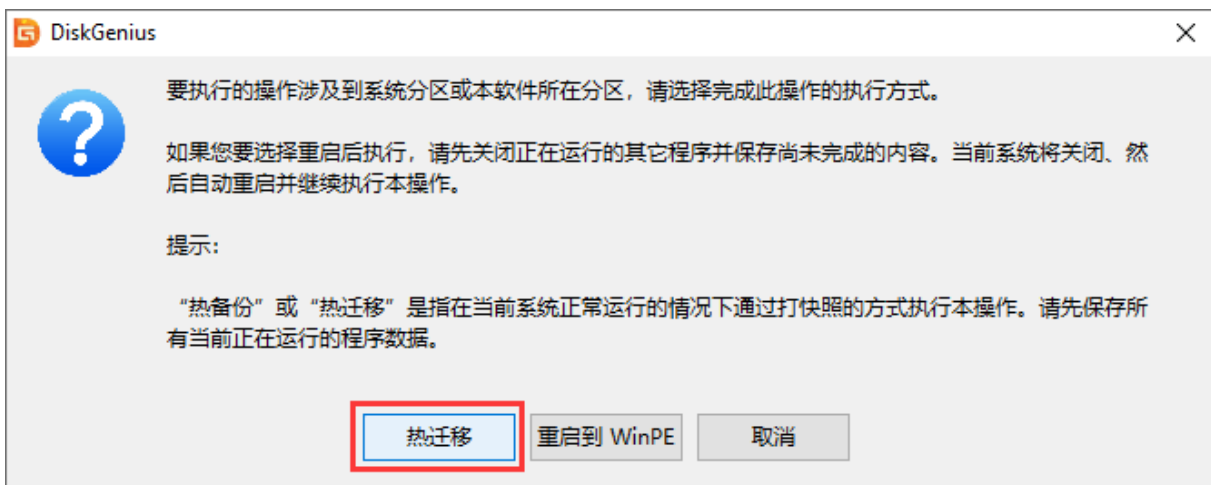 DiskGenius
要执行的操作涉及到系统分区或本软件所在分区，请选择完成此操作的执行方式。
如果您要选择重启后执行，请先关闭正在运行的其它程序并保存尚未完成的内容。当前系统将关闭、然
后自动重启并继续执行本操作。
提示：
“热备份”或“热迁移”是指在当前系统正常运行的情况下通过打快照的方式执行本操作。请先保存所
有当前正在运行的程序数据。
热迁移 重启到 WinPE 取消